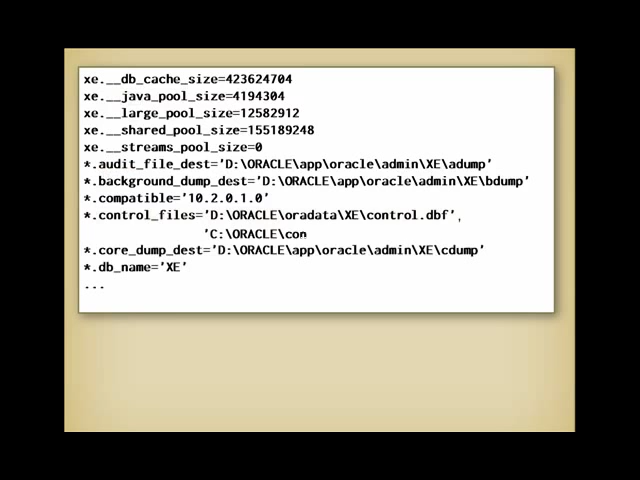 xe.__db_cache_size=423624704
xe.__java_pool_size=4194304
xe.__large_pool_size=12582912
xe.__shared_pool_size=155189248
xe.__streams_pool_size=0
*.audit_file_dest='D:\ORACLE\app\oracle\admin\XE\adump'
*.background_dump_dest='D:\ORACLE\app\oracle\admin\XE\bdump'
*.compatible='10.2.0.1.0'
*.control_files='D:\ORACLE\oradata\XE\control.dbf',
'C:\ORACLE\con
*.core_dump_dest='D:\ORACLE\app\oracle\admin\XE\cdump'
*.db_name='XE'
...